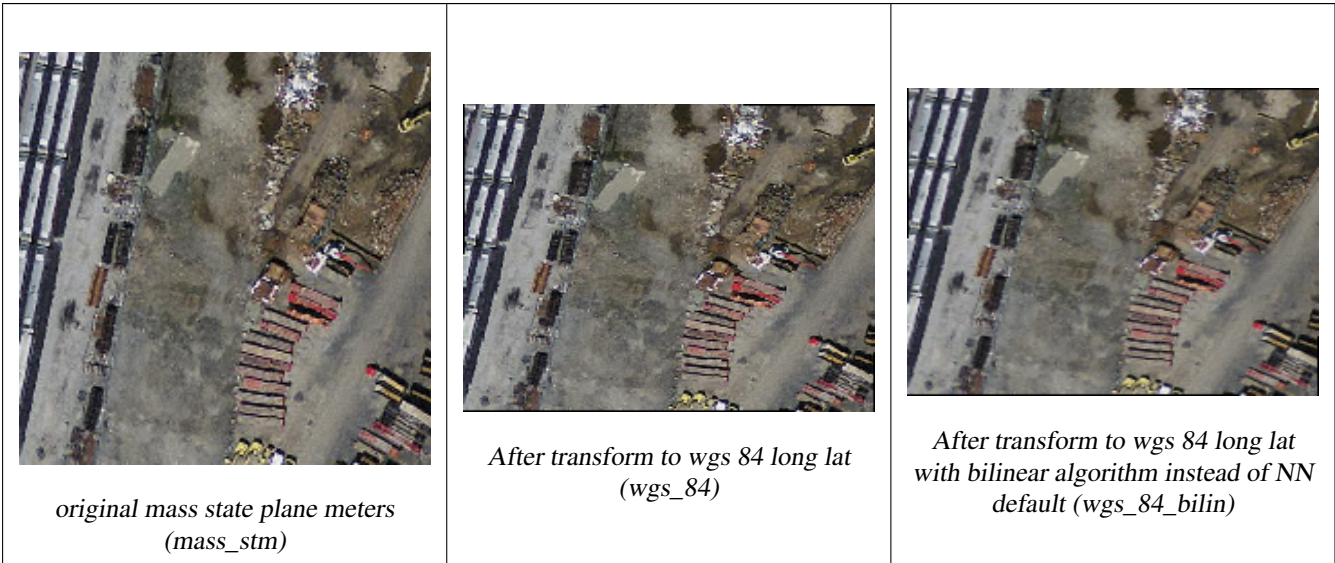 original mass state plane meters
(mass_stm)
After transform to wgs 84 long lat
(wgs_84)
After transform to wgs 84 long lat
with bilinear algorithm instead of NN
default (wgs_84_bilin)